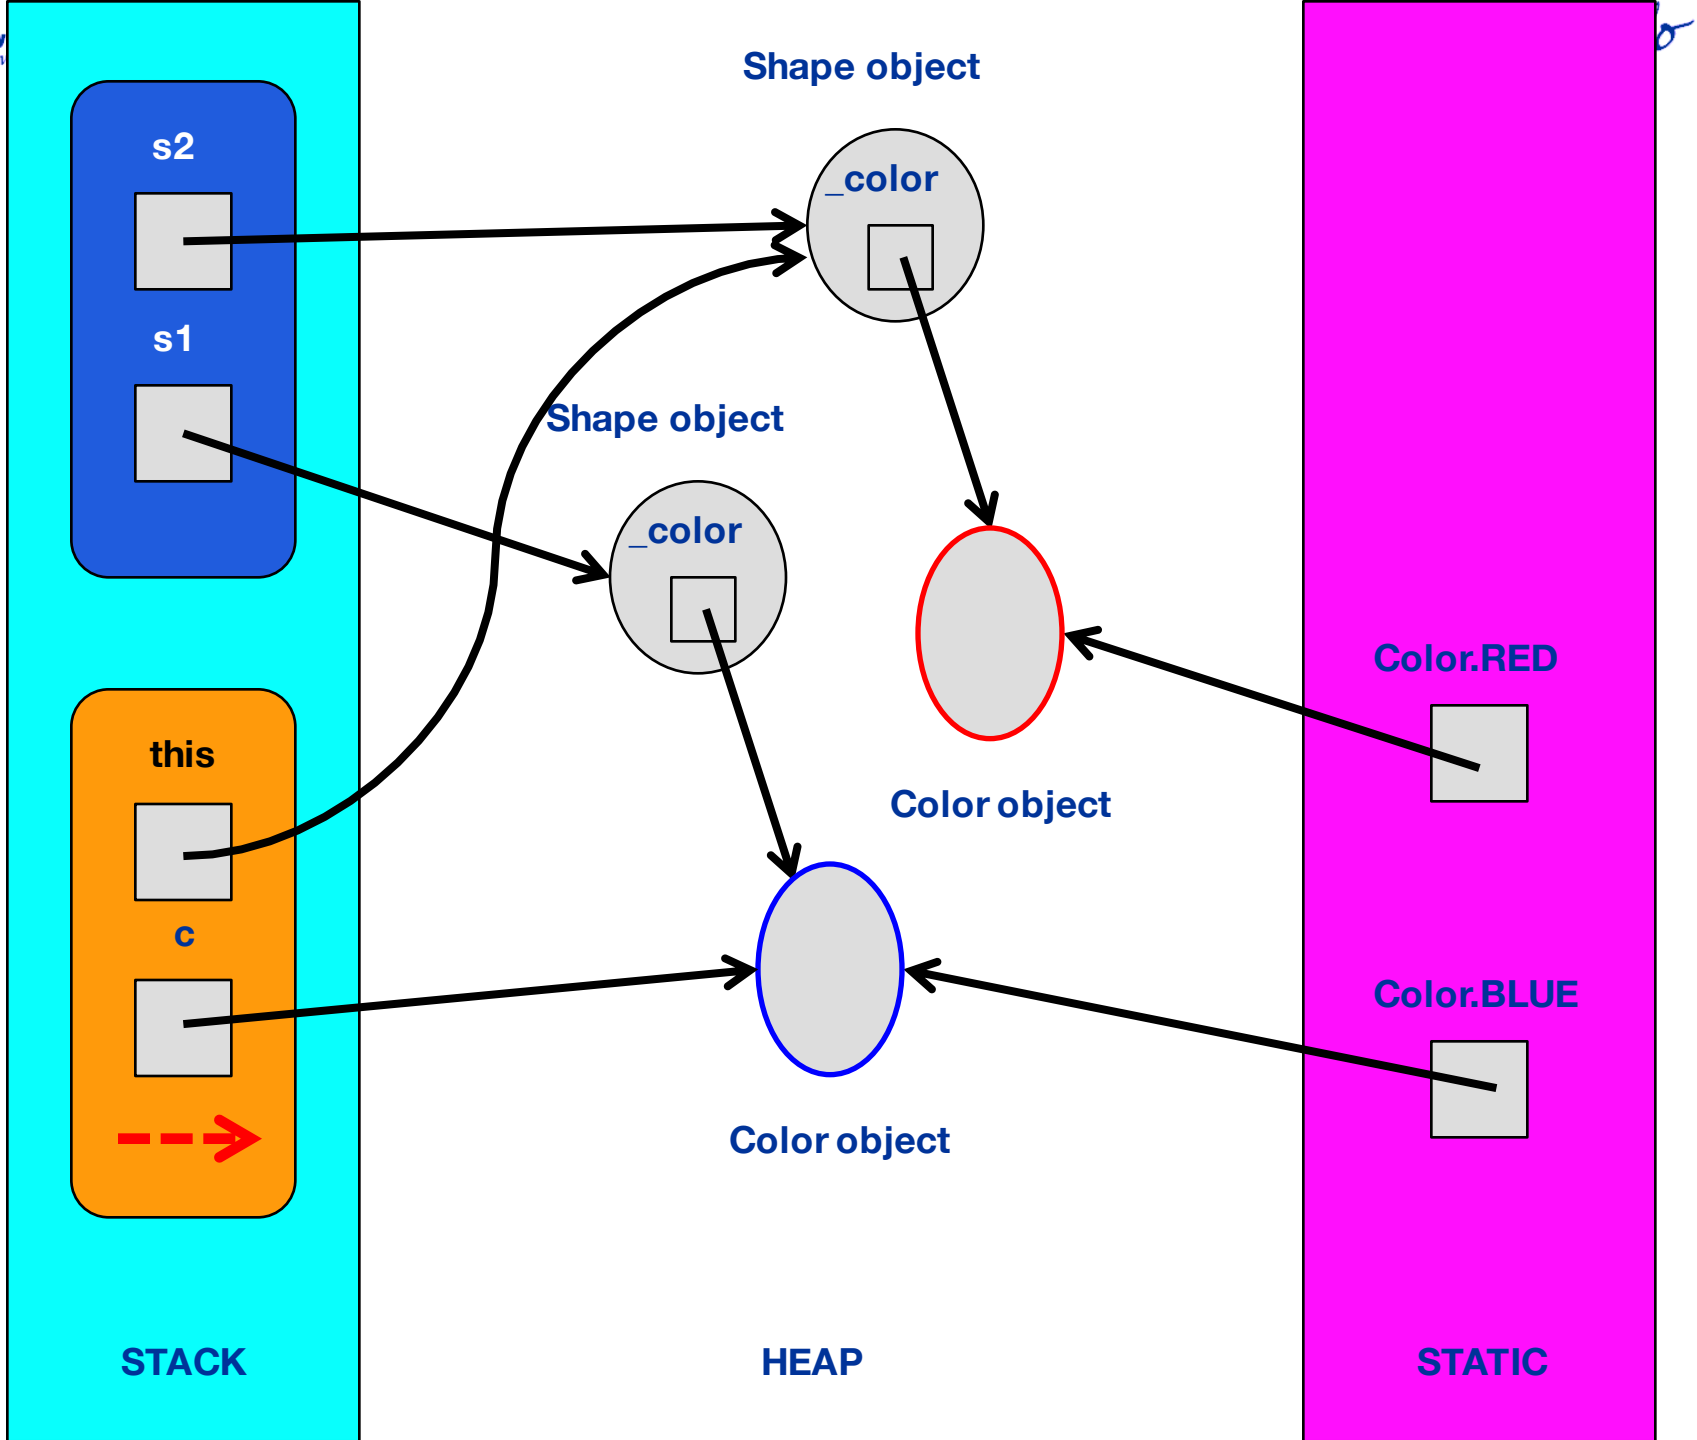 Shape object
s2
_color
s1
Shape object
_color
Color.RED
this
Color object
c
Color.BLUE
Color object
STACK
HEAP
STATIC